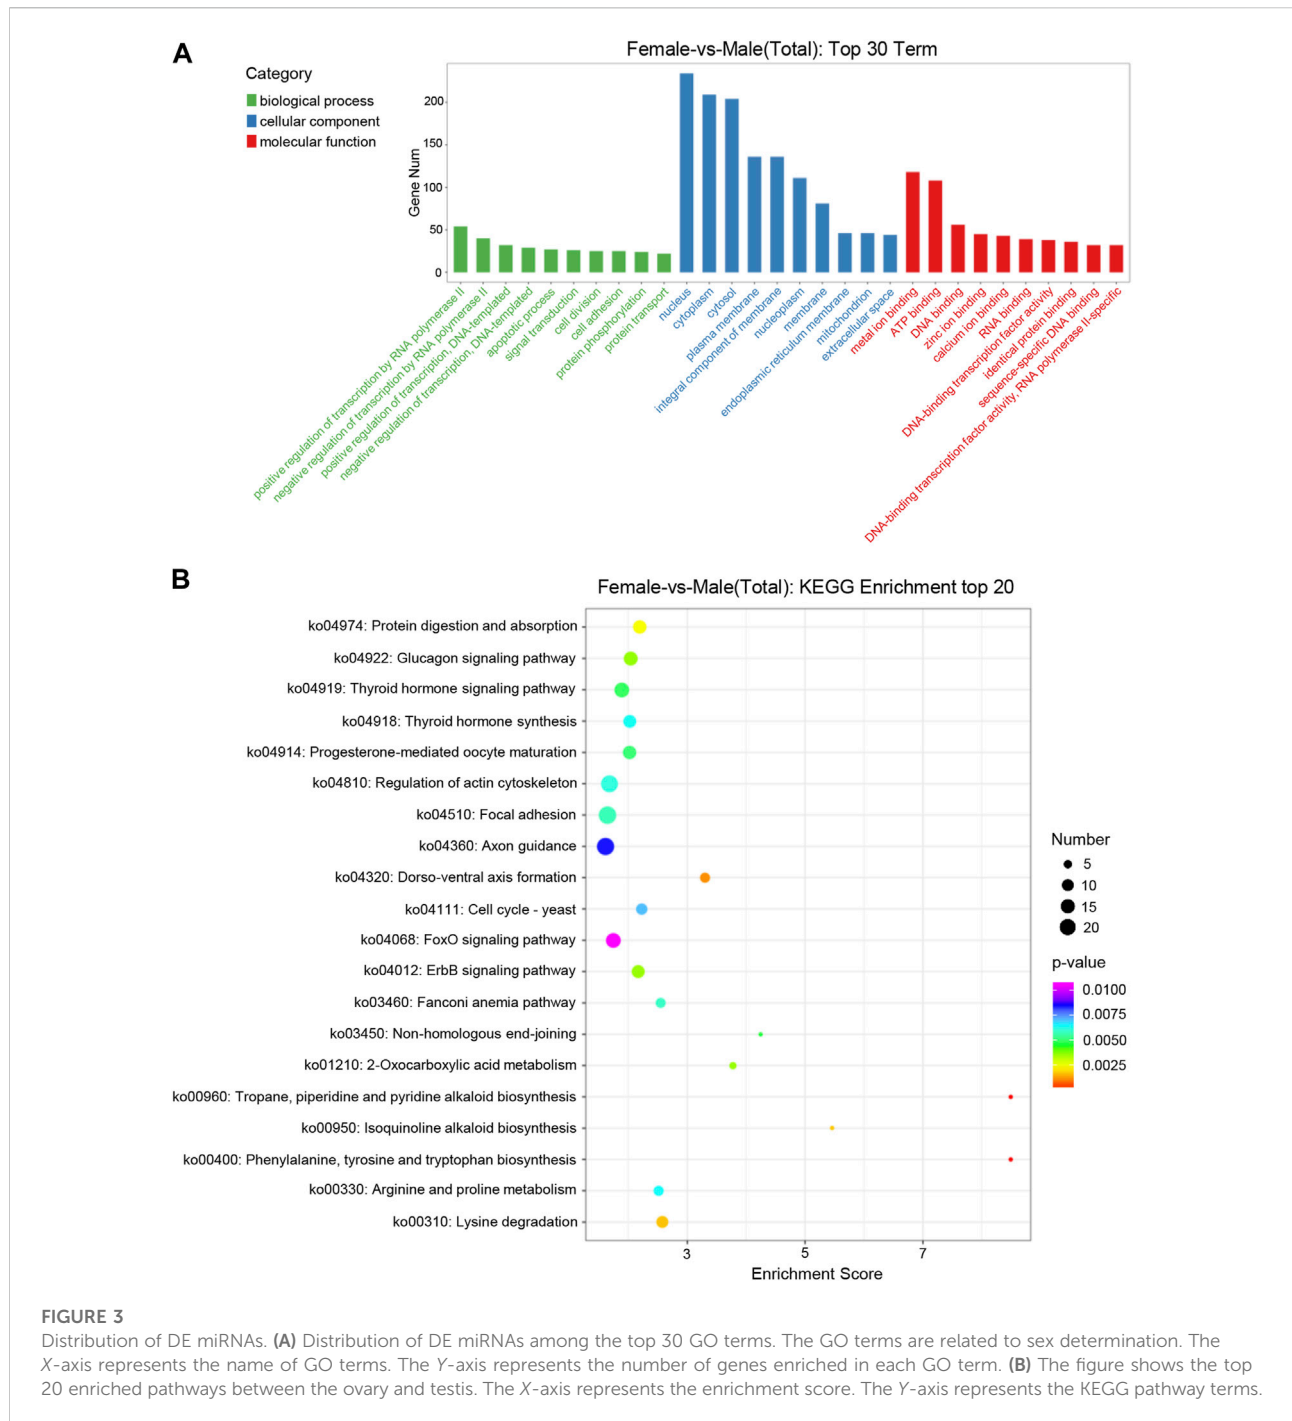 A
Female-vs-Male(Total): Top 30 Term
Category
biological process
cellular component
molecular function
Gene Num
200
150
100
50
0
positive regulation of transcription by RNA polymerase II
negative regulation of transcription by RNA polymerase II
positive regulation of transcription, DNA-templated
negative regulation of transcription, DNA-templated
apoptotic process
signal transduction
cell division
cell adhesion
protein phosphorylation
protein transport
nucleus
cytoplasm
cytosol
plasma membrane
integral component of membrane
nucleoplasm
membrane
endoplasmic reticulum membrane
mitochondrion
extracellular space
metal ion binding
ATP binding
DNA binding
zinc ion binding
calcium ion binding
RNA binding
DNA-binding transcription factor activity
identical protein binding
sequence-specific DNA binding
DNA-binding transcription factor activity, RNA polymerase II-specific
B
Female-vs-Male(Total): KEGG Enrichment top 20
ko04974: Protein digestion and absorption
ko04922: Glucagon signaling pathway
ko04919: Thyroid hormone signaling pathway
ko04918: Thyroid hormone synthesis
ko04914: Progesterone-mediated oocyte maturation
ko04810: Regulation of actin cytoskeleton
ko04510: Focal adhesion
ko04360: Axon guidance
ko04320: Dorso-ventral axis formation
ko04111: Cell cycle - yeast
ko04068: FoxO signaling pathway
ko04012: ErbB signaling pathway
ko03460: Fanconi anemia pathway
ko03450: Non-homologous end-joining
ko01210: 2-Oxocarboxylic acid metabolism
ko00960: Tropane, piperidine and pyridine alkaloid biosynthesis
ko00950: Isoquinoline alkaloid biosynthesis
ko00400: Phenylalanine, tyrosine and tryptophan biosynthesis
ko00330: Arginine and proline metabolism
ko00310: Lysine degradation
3
5
7
Enrichment Score
Number
5
10
15
20
p-value
0.0100
0.0075
0.0050
0.0025
FIGURE 3
Distribution of DE miRNAs. (A) Distribution of DE miRNAs among the top 30 GO terms. The GO terms are related to sex determination. The
X-axis represents the name of GO terms. The Y-axis represents the number of genes enriched in each GO term. (B) The figure shows the top
20 enriched pathways between the ovary and testis. The X-axis represents the enrichment score. The Y-axis represents the KEGG pathway terms.